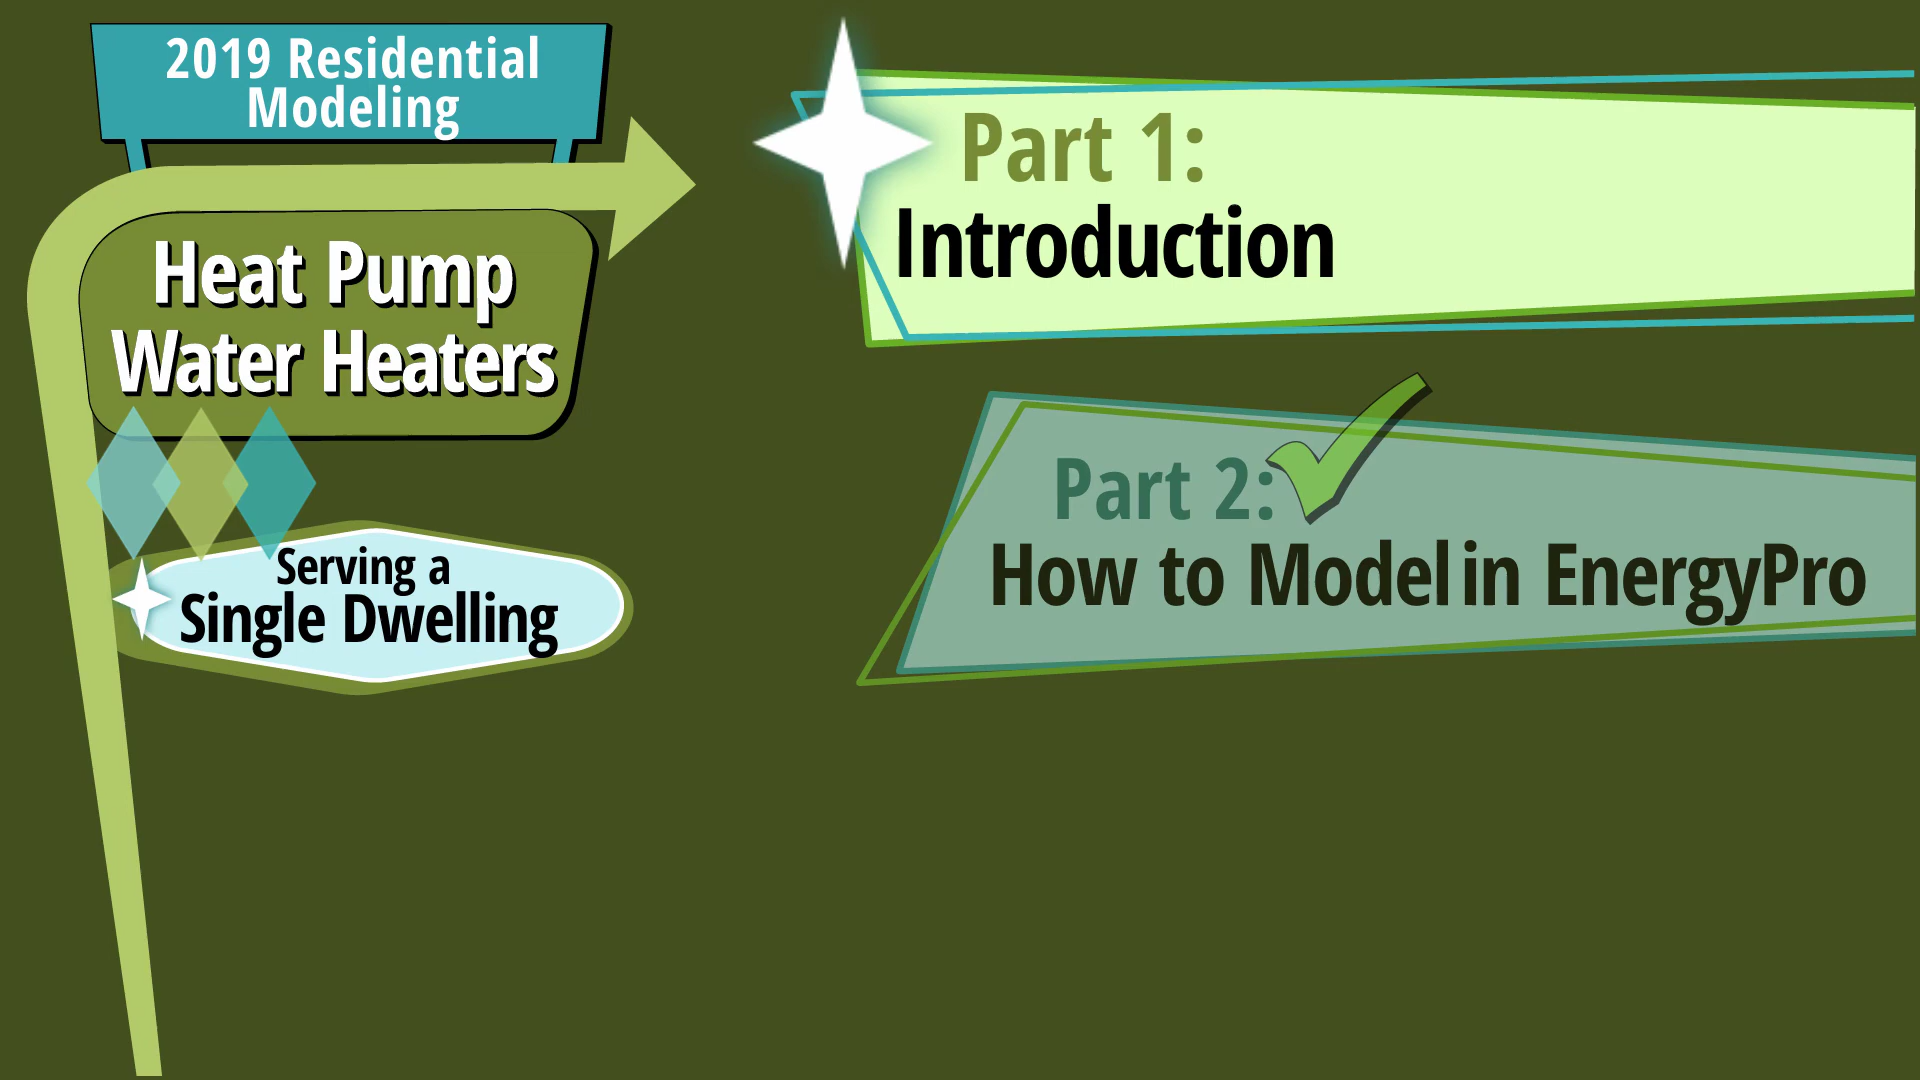 2019 Residential
Modeling
Heat Pump
Water Heaters
Serving a
Single Dwelling
Part 1:
Introduction
Part 2:
How to Model in EnergyPro